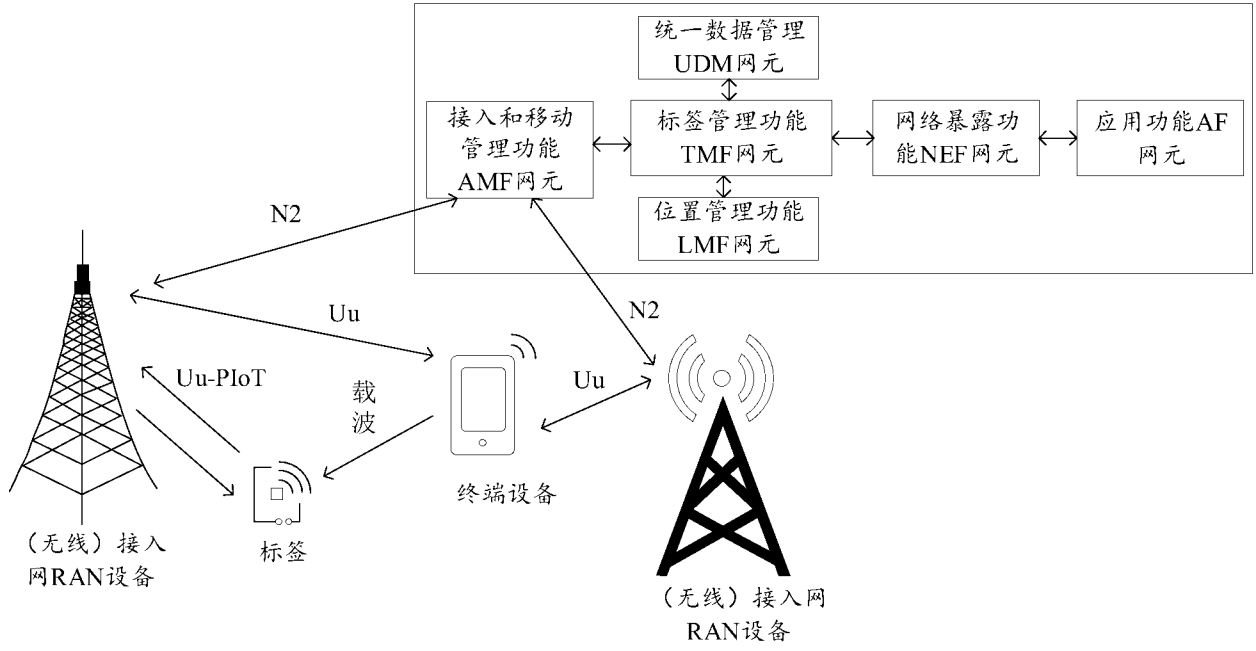 统一数据管理
UDM网元
接入和移动
管理功能
AMF网元
标签管理功能
TMF网元
网络暴露功
能NEF网元
应用功能AF
网元
位置管理功能
LMF网元
N2
N2
Uu
Uu
Uu-PIoT
载
波
终端设备
标签
（无线）接入
网RAN设备
（无线）接入网
RAN设备